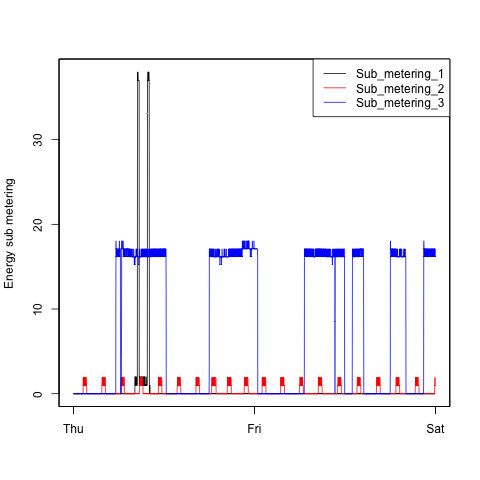 Sub_metering_1
Sub_metering_2
Sub_metering_3
Energy sub metering
30
20
10
0
Thu Fri Sat